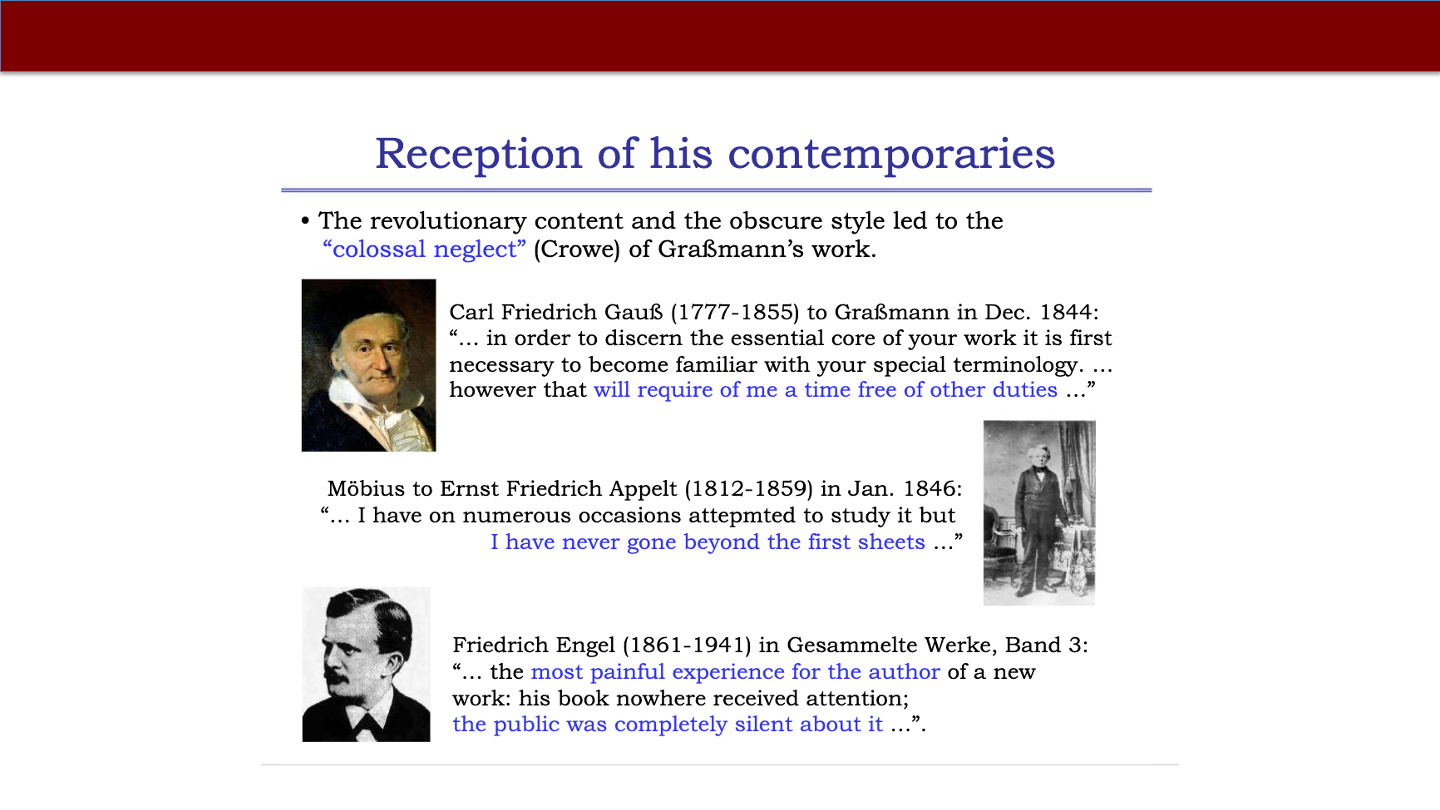 Reception of his contemporaries
• The revolutionary content and the obscure style led to the
“colossal neglect” (Crowe) of Graßmann’s work.
Carl Friedrich Gauß (1777-1855) to Graßmann in Dec. 1844:
“… in order to discern the essential core of your work it is first
necessary to become familiar with your special terminology. …
however that will require of me a time free of other duties …”
Möbius to Ernst Friedrich Appelt (1812-1859) in Jan. 1846:
“… I have on numerous occasions attepmted to study it but
I have never gone beyond the first sheets …”
Friedrich Engel (1861-1941) in Gesammelte Werke, Band 3:
“… the most painful experience for the author of a new
work: his book nowhere received attention;
the public was completely silent about it …”.